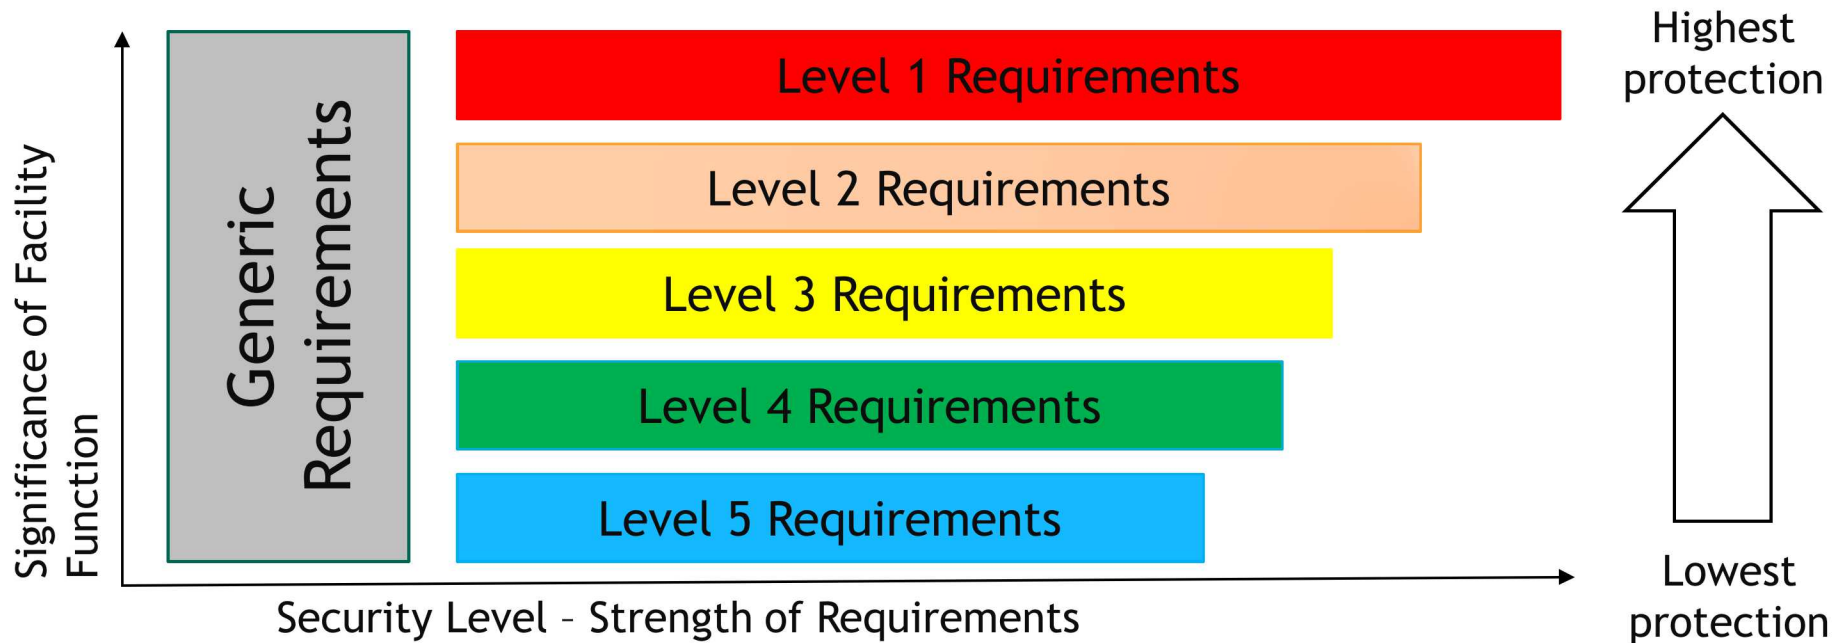 Significance of Facility
Function
Generic
Requirements
Level 1 Requirements
Level 2 Requirements
Level 3 Requirements
Level 4 Requirements
Level 5 Requirements
Security Level – Strength of Requirements
Highest
protection
Lowest
protection